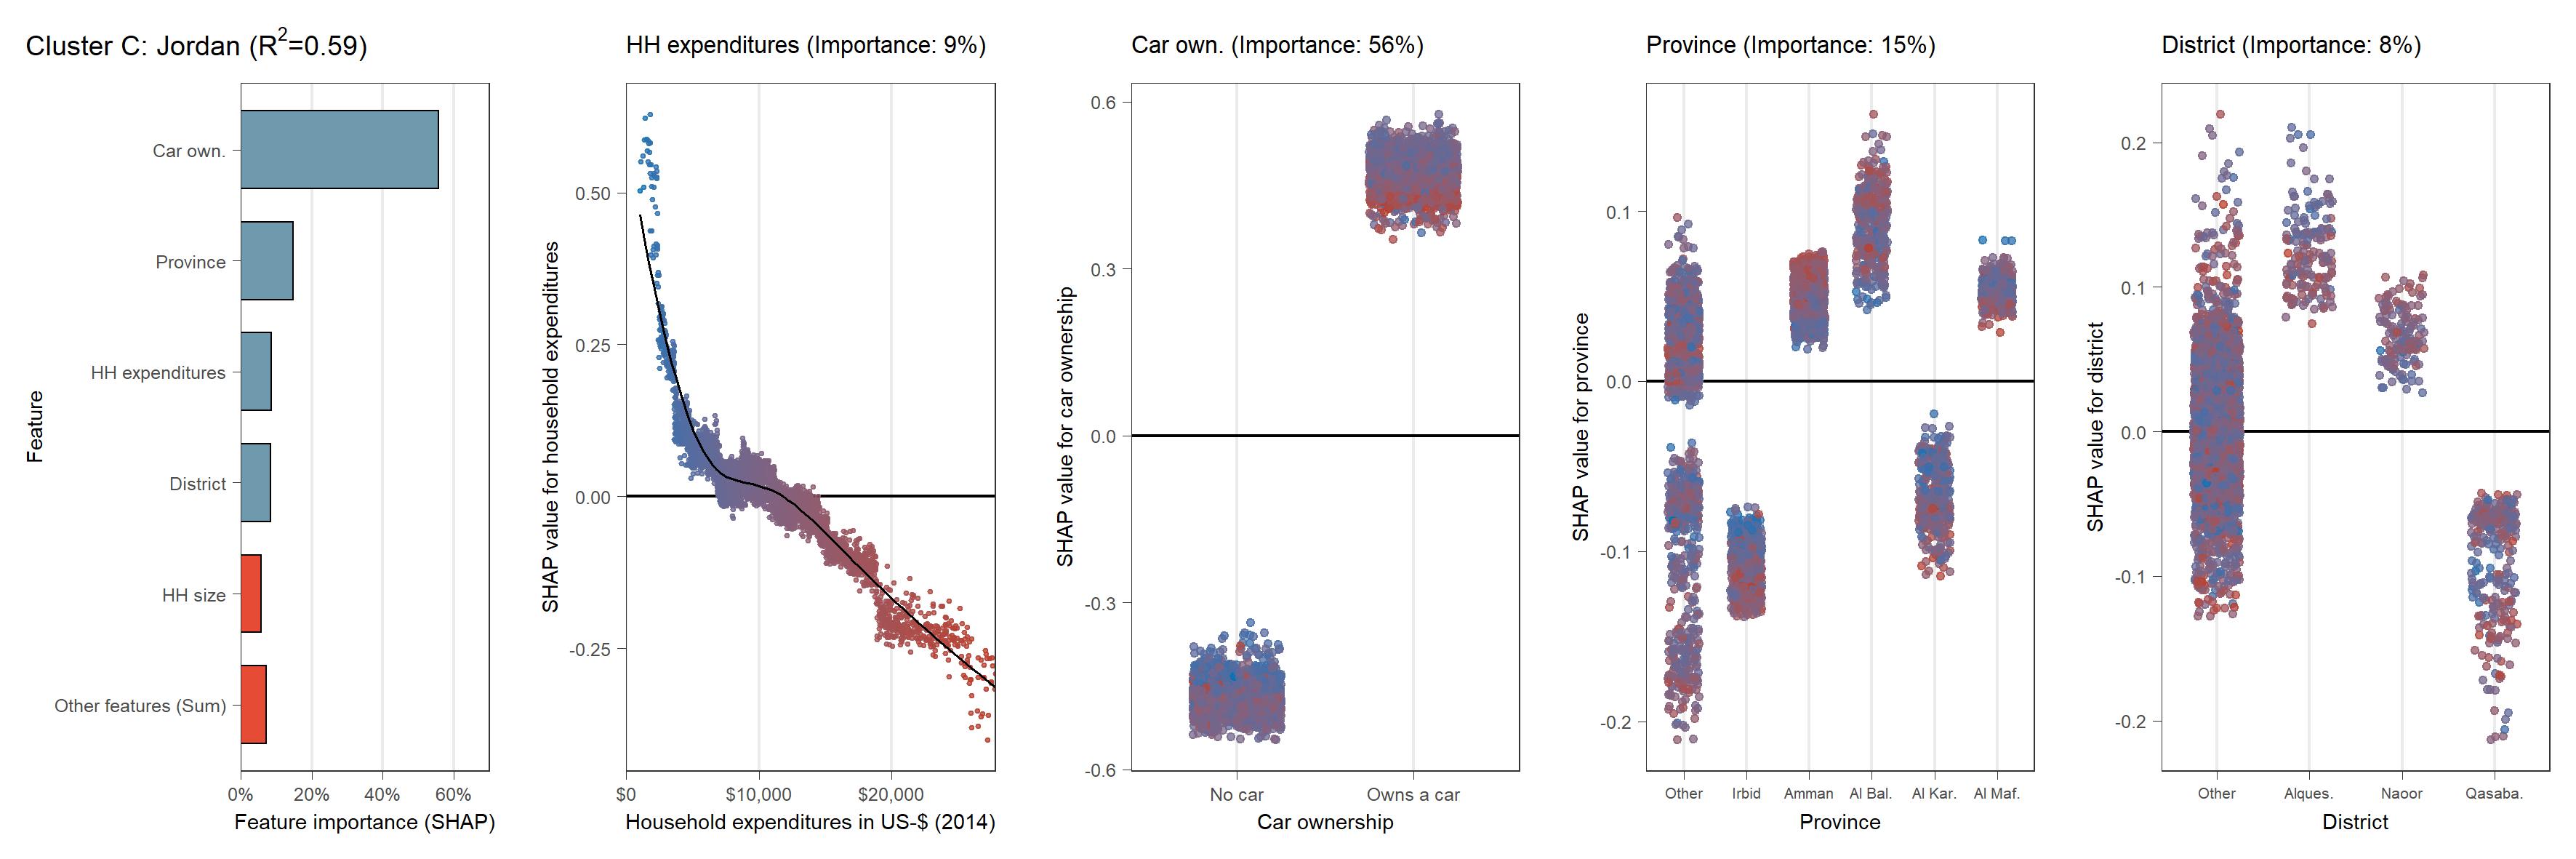 Cluster C: Jordan (R²=0.59)
Feature
Car own.
Province
HH expenditures
District
HH size
Other features (Sum)
0% 20% 40% 60%
Feature importance (SHAP)
HH expenditures (Importance: 9%)
SHAP value for household expenditures
0.50
0.25
0.00
-0.25
$0 $10,000 $20,000
Household expenditures in US-$ (2014)
Car own. (Importance: 56%)
SHAP value for car ownership
0.6
0.3
0.0
-0.3
-0.6
No car Owns a car
Car ownership
Province (Importance: 15%)
SHAP value for province
0.1
0.0
-0.1
-0.2
Other Irbid Amman Al Bal. Al Kar. Al Maf.
Province
District (Importance: 8%)
SHAP value for district
0.2
0.1
0.0
-0.1
-0.2
Other Alques. Naoor Qasaba.
District